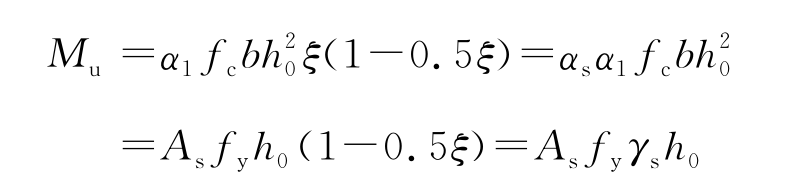 M_u = α_1 f_c b h_0^2 ξ(1−0.5ξ) = α_s α_1 f_c b h_0^2
= A_s f_y h_0 (1−0.5ξ) = A_s f_y γ_s h_0